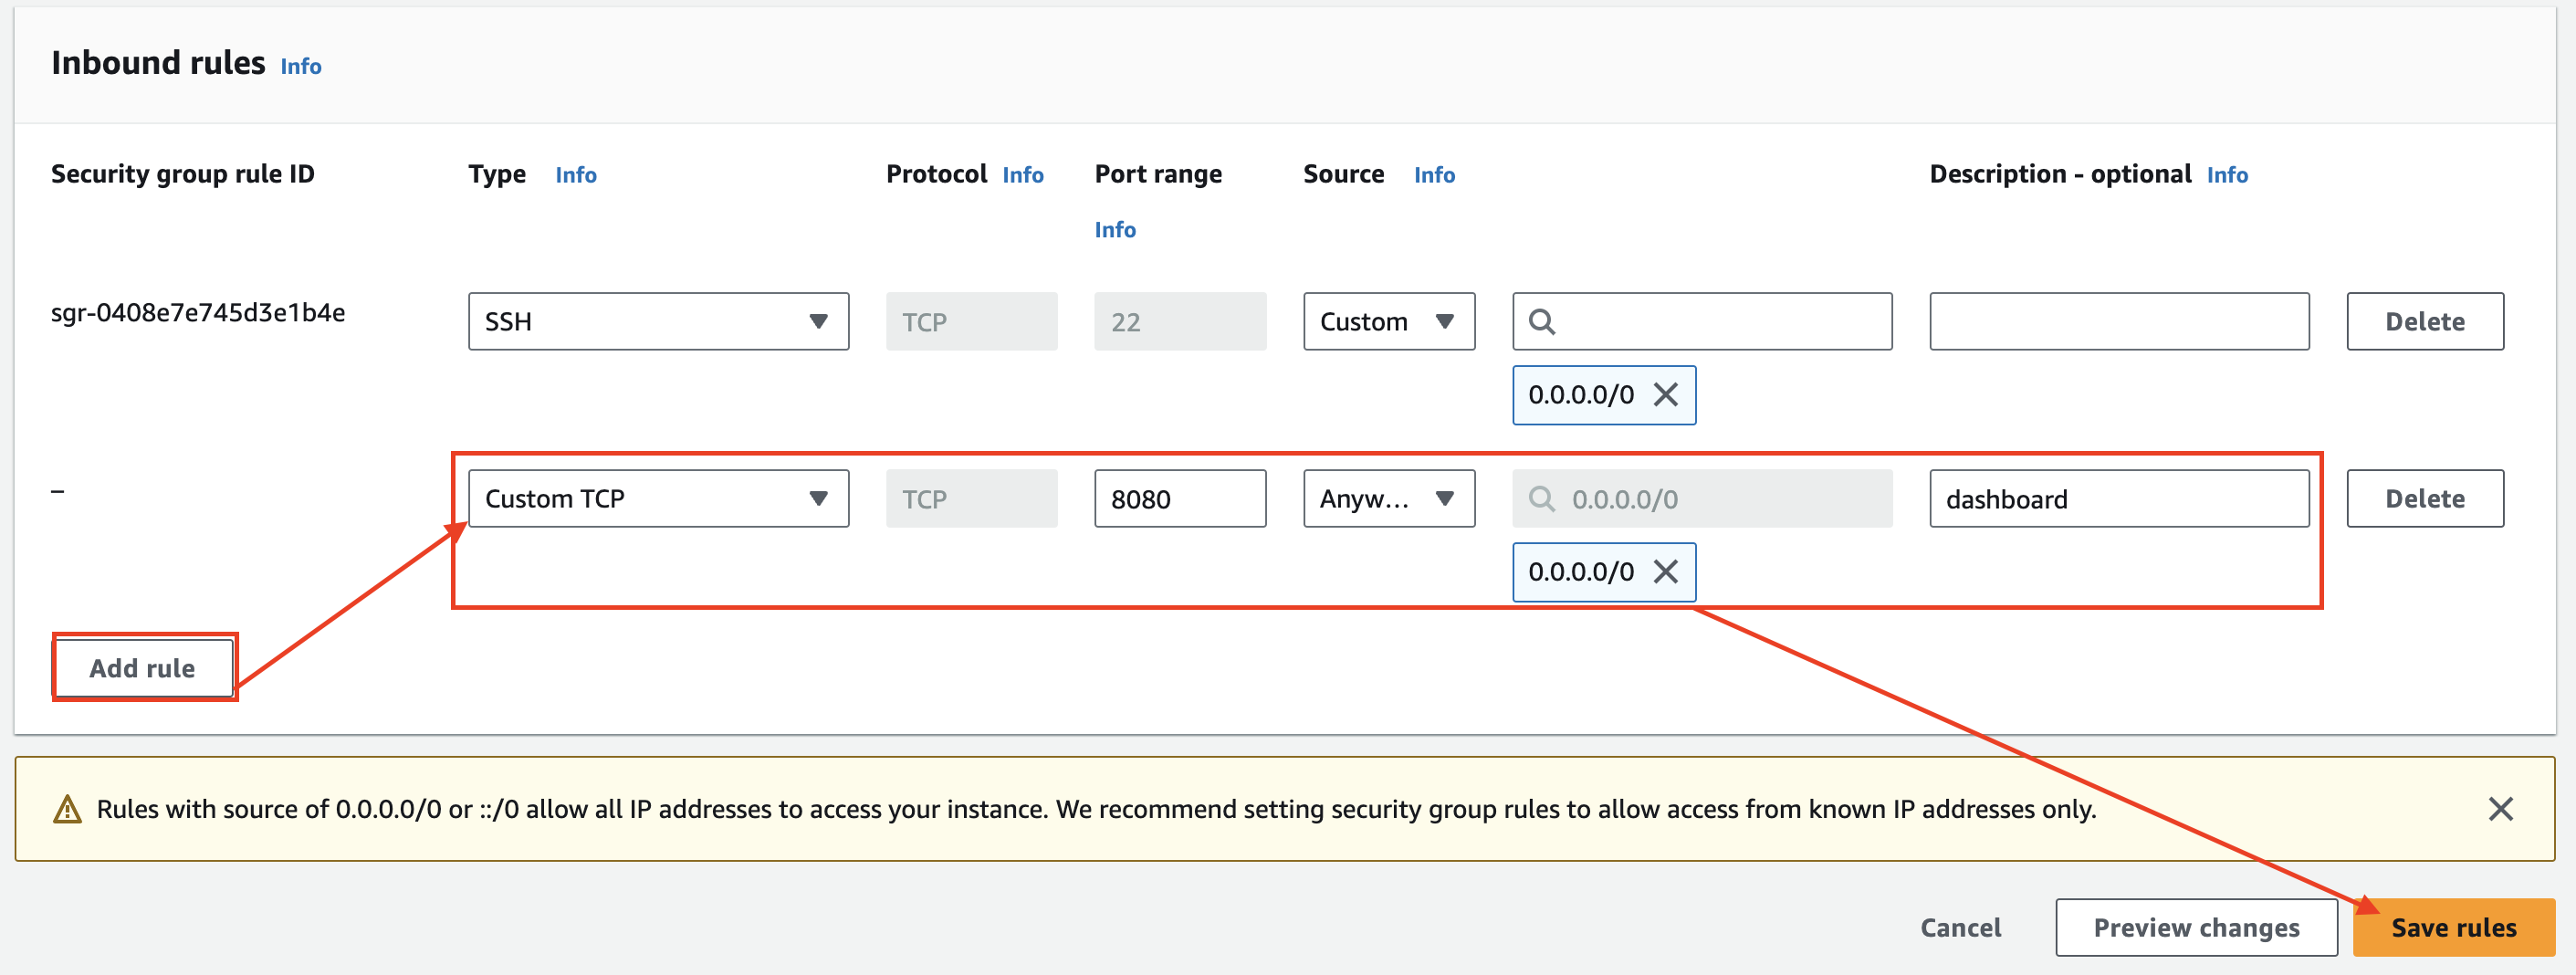 Inbound rules Info
Security group rule ID Type Info Protocol Info Port range Info Source Info Description - optional Info
sgr-0408e7e745d3e1b4e SSH TCP 22 Custom Delete
0.0.0.0/0
– Custom TCP TCP 8080 Anyw... 0.0.0.0/0 dashboard Delete
0.0.0.0/0
Add rule
Rules with source of 0.0.0.0/0 or ::/0 allow all IP addresses to access your instance. We recommend setting security group rules to allow access from known IP addresses only.
Cancel Preview changes Save rules